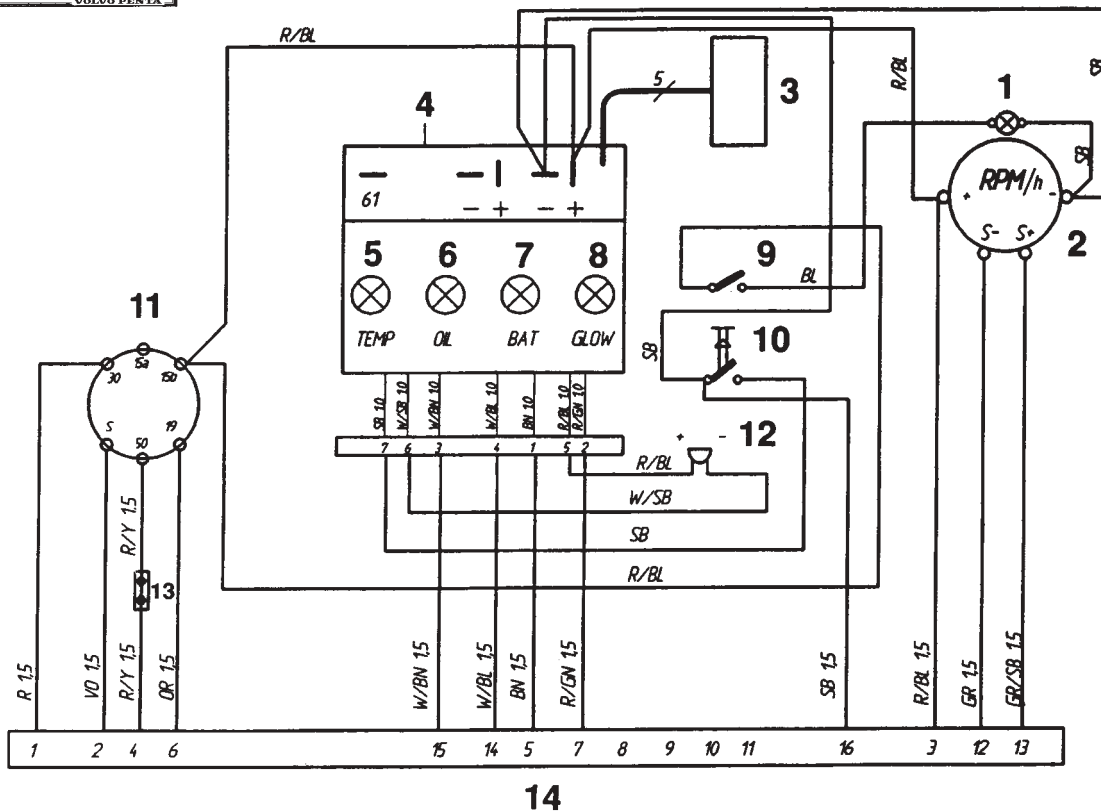 VOLVO PENTA
R/BL
5
3
R/BL
1
4
SB
RPM/h
+
-
S-
S+
2
61
- +
- +
5 6 7 8
TEMP OIL BAT GLOW
9
BL
SB
10
11
30
15a
15b
S
50
19
SB 1.0
W/SB 1.0
W/BN 1.0
W/BL 1.0
BN 1.0
R/BL 1.0
R/GN 1.0
7 6 3 4 1 5 2
+ -
12
R/BL
W/SB
SB
R/BL
R/Y 1,5
13
R 1,5
VO 1,5
R/Y 1,5
OR 1,5
W/BN 1,5
W/BL 1,5
BN 1,5
R/GN 1,5
SB 1,5
R/BL 1,5
GR 1,5
GR/SB 1,5
1 2 4 6 15 14 5 7 8 9 10 11 16 3 12 13
14